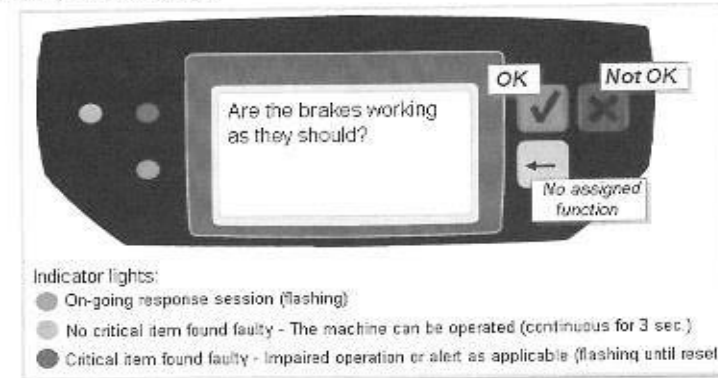 OK
Not OK
Are the brakes working
as they should?
No assigned
function
Indicator lights:
On-going response session (flashing)
No critical item found faulty - The machine can be operated (continuous for 3 sec.)
Critical item found faulty - Impaired operation or alert as applicable (flashing until reset